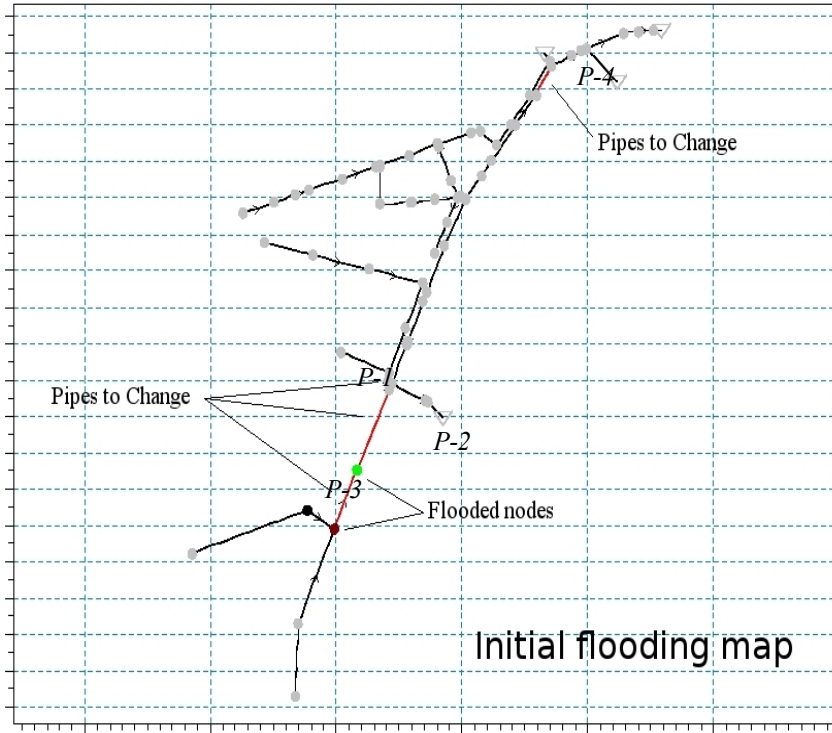 P-4
Pipes to Change
P-1
Pipes to Change
P-2
P-3
Flooded nodes
Initial flooding map